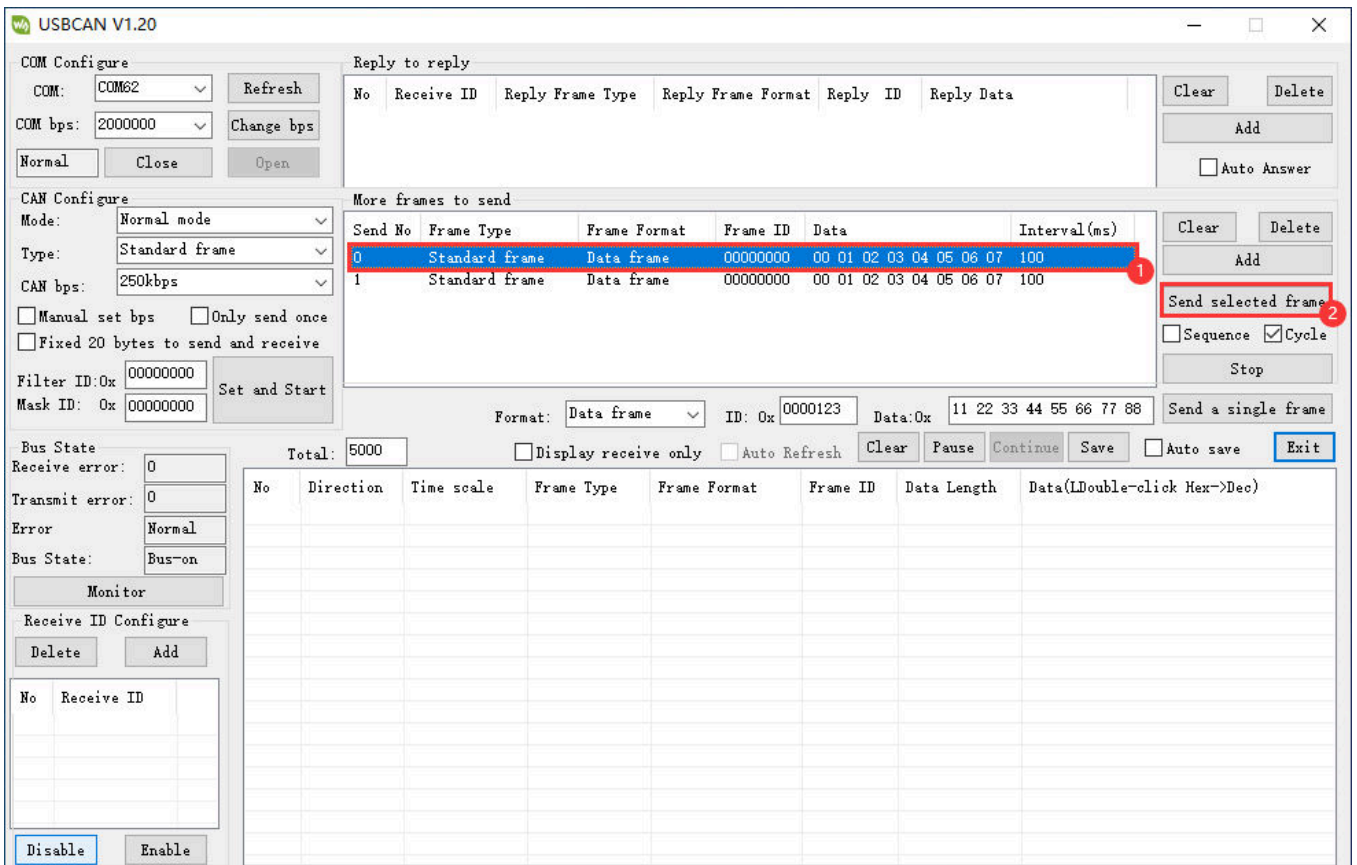 USBCAN V1.20
COM Configure
COM: COM62 Refresh
COM bps: 2000000 Change bps
Normal Close Open
Reply to reply
No Receive ID Reply Frame Type Reply Frame Format Reply ID Reply Data
Clear Delete
Add
Auto Answer
CAN Configure
Mode: Normal mode
Type: Standard frame
CAN bps: 250kbps
Manual set bps Only send once
Fixed 20 bytes to send and receive
Filter ID:0x 00000000
Mask ID: 0x 00000000
Set and Start
More frames to send
Send No Frame Type Frame Format Frame ID Data Interval(ms)
0 Standard frame Data frame 00000000 00 01 02 03 04 05 06 07 100
1 Standard frame Data frame 00000000 00 01 02 03 04 05 06 07 100
1
Clear Delete
Add
Send selected frame
2
Sequence Cycle
Stop
Format: Data frame ID: 0x 0000123 Data:0x 11 22 33 44 55 66 77 88 Send a single frame
Total: 5000 Display receive only Auto Refresh Clear Pause Continue Save Auto save Exit
Bus State
Receive error: 0
Transmit error: 0
Error Normal
Bus State: Bus-on
Monitor
No Direction Time scale Frame Type Frame Format Frame ID Data Length Data(LDouble-click Hex->Dec)
Receive ID Configure
Delete Add
No Receive ID
Disable Enable